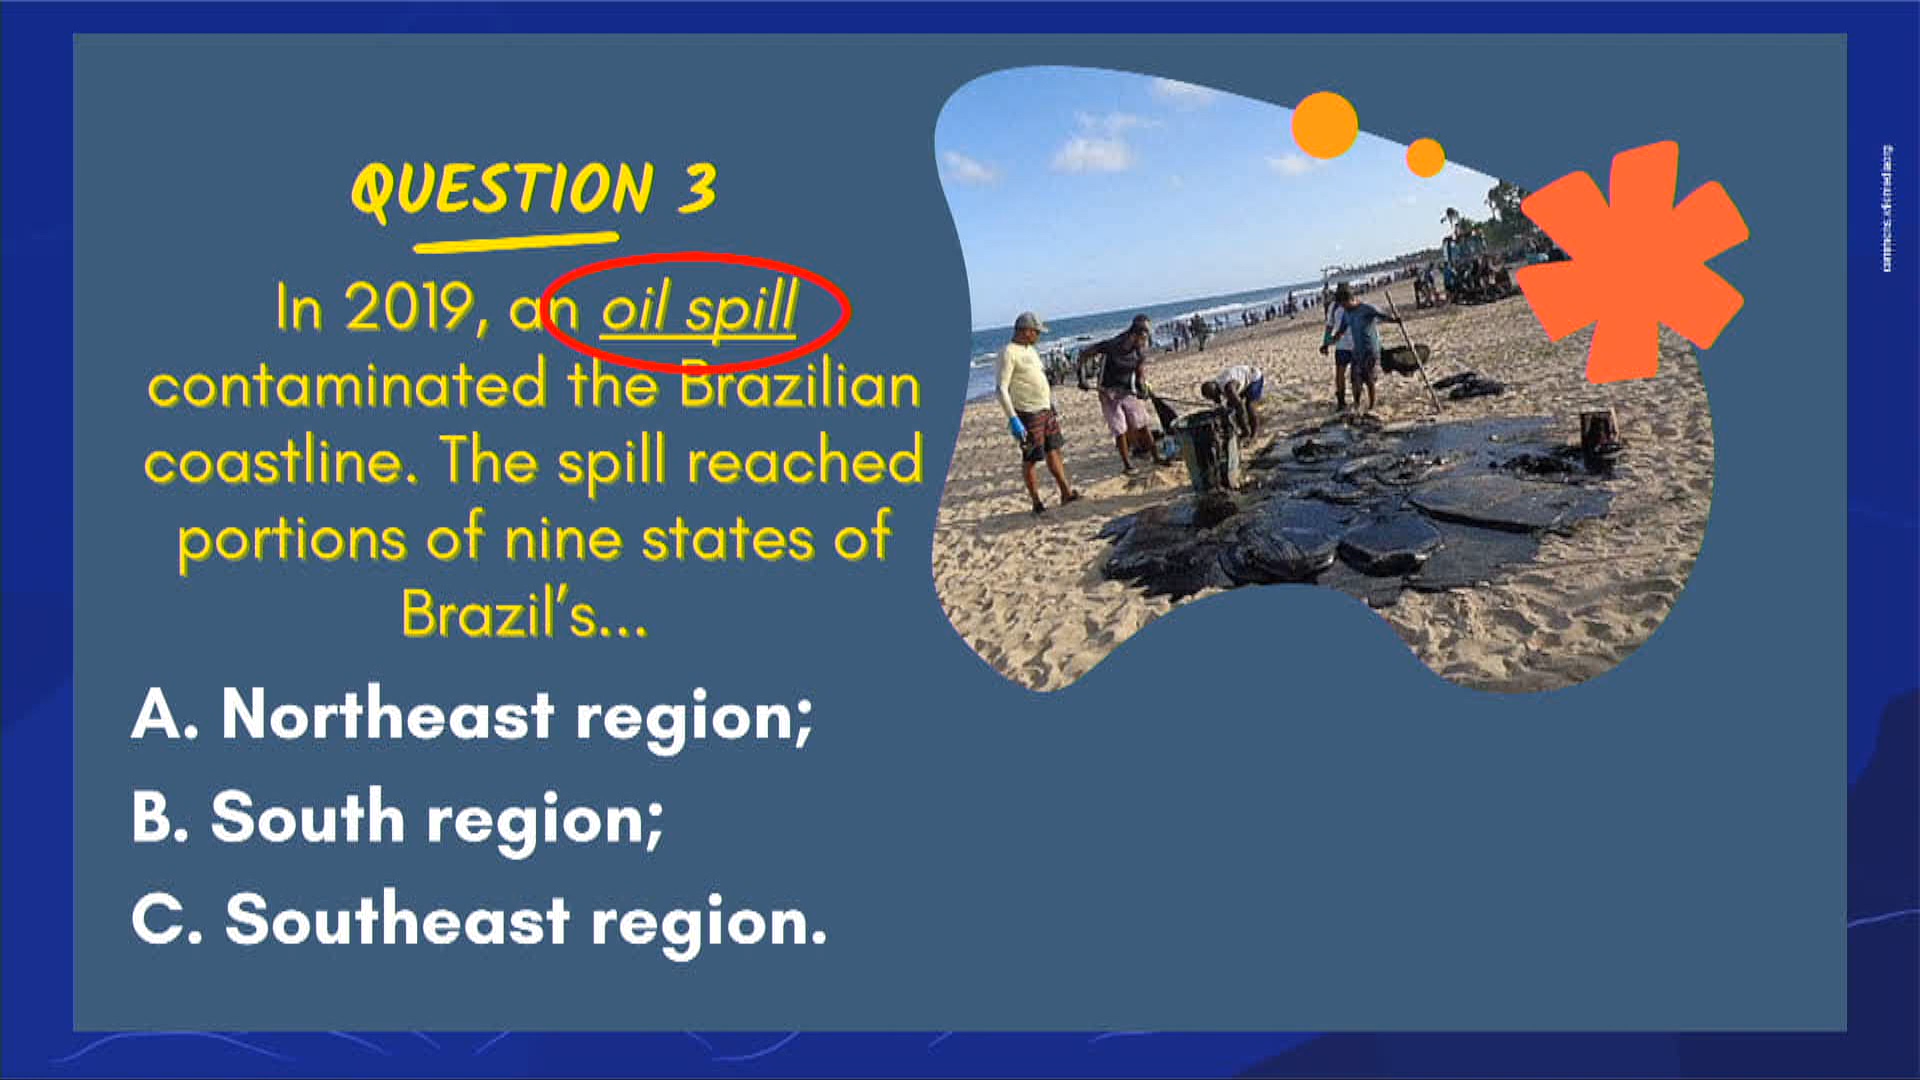 QUESTION 3
In 2019, an oil spill
contaminated the Brazilian
coastline. The spill reached
portions of nine states of
Brazil's...
A. Northeast region;
B. South region;
C. Southeast region.